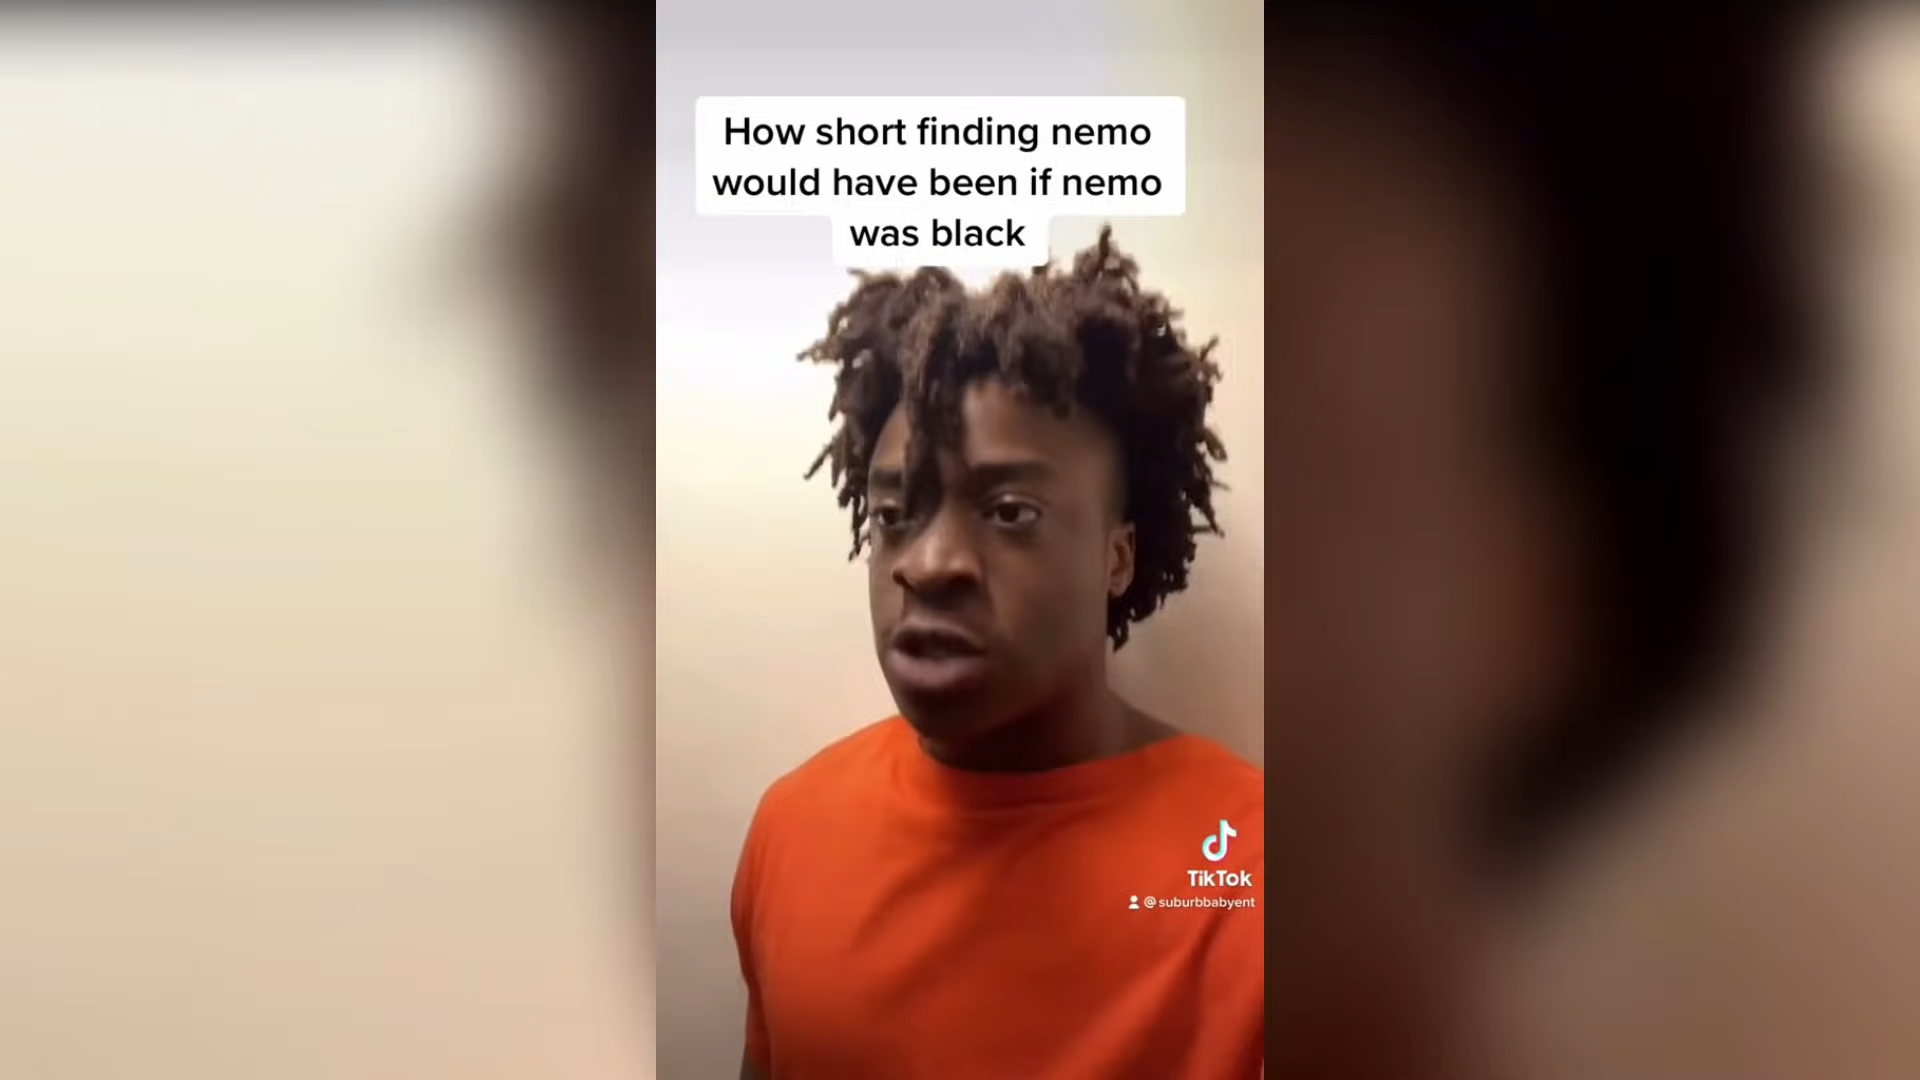 How short finding nemo
would have been if nemo
was black
TikTok
@suburbbabyent